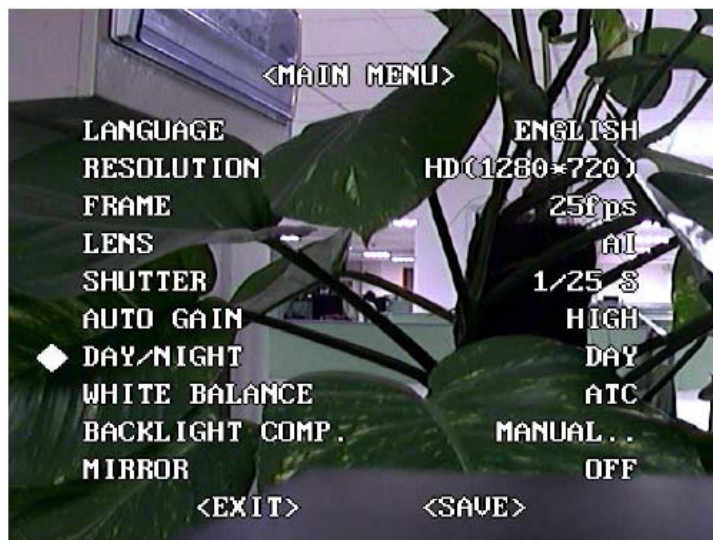 <MAIN MENU>
LANGUAGE ENGLISH
RESOLUTION HD(1280*720)
FRAME 25fps
LENS AI
SHUTTER 1/25 S
AUTO GAIN HIGH
DAY/NIGHT DAY
WHITE BALANCE ATC
BACKLIGHT COMP. MANUAL..
MIRROR OFF
<EXIT> <SAVE>